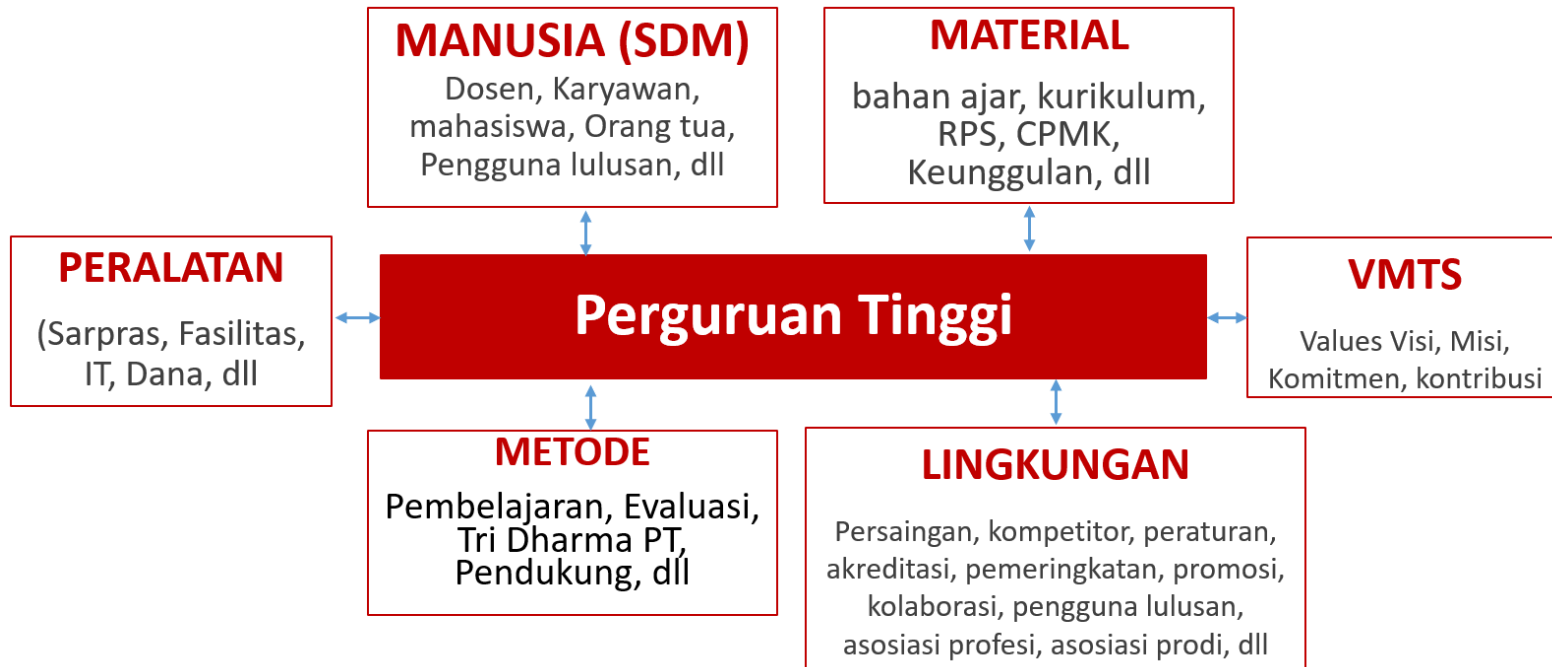 MANUSIA (SDM)
Dosen, Karyawan,
mahasiswa, Orang tua,
Pengguna lulusan, dll
MATERIAL
bahan ajar, kurikulum,
RPS, CPMK,
Keunggulan, dll
PERALATAN
(Sarpras, Fasilitas,
IT, Dana, dll
Perguruan Tinggi
VMTS
Values Visi, Misi,
Komitmen, kontribusi
METODE
Pembelajaran, Evaluasi,
Tri Dharma PT,
Pendukung, dll
LINGKUNGAN
Persaingan, kompetitor, peraturan,
akreditasi, pemeringkatan, promosi,
kolaborasi, pengguna lulusan,
asosiasi profesi, asosiasi prodi, dll